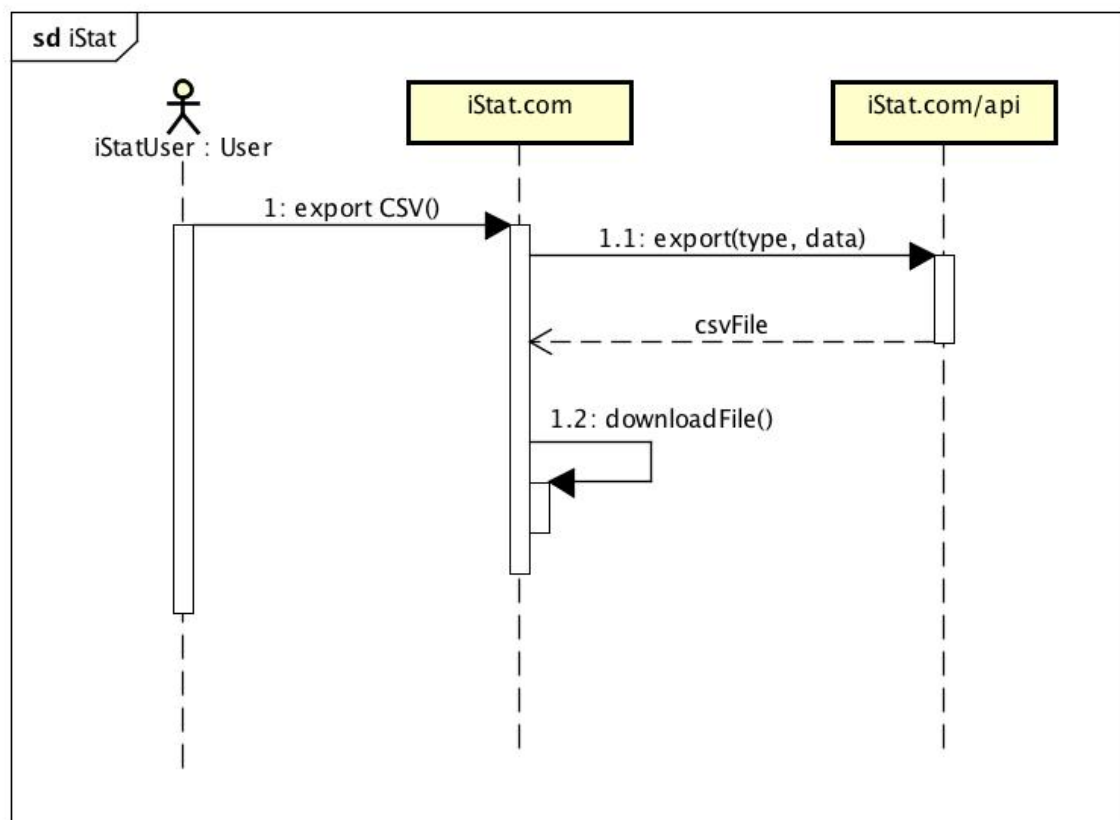 sd iStat
iStatUser : User
iStat.com
iStat.com/api
1: export CSV()
1.1: export(type, data)
csvFile
1.2: downloadFile()